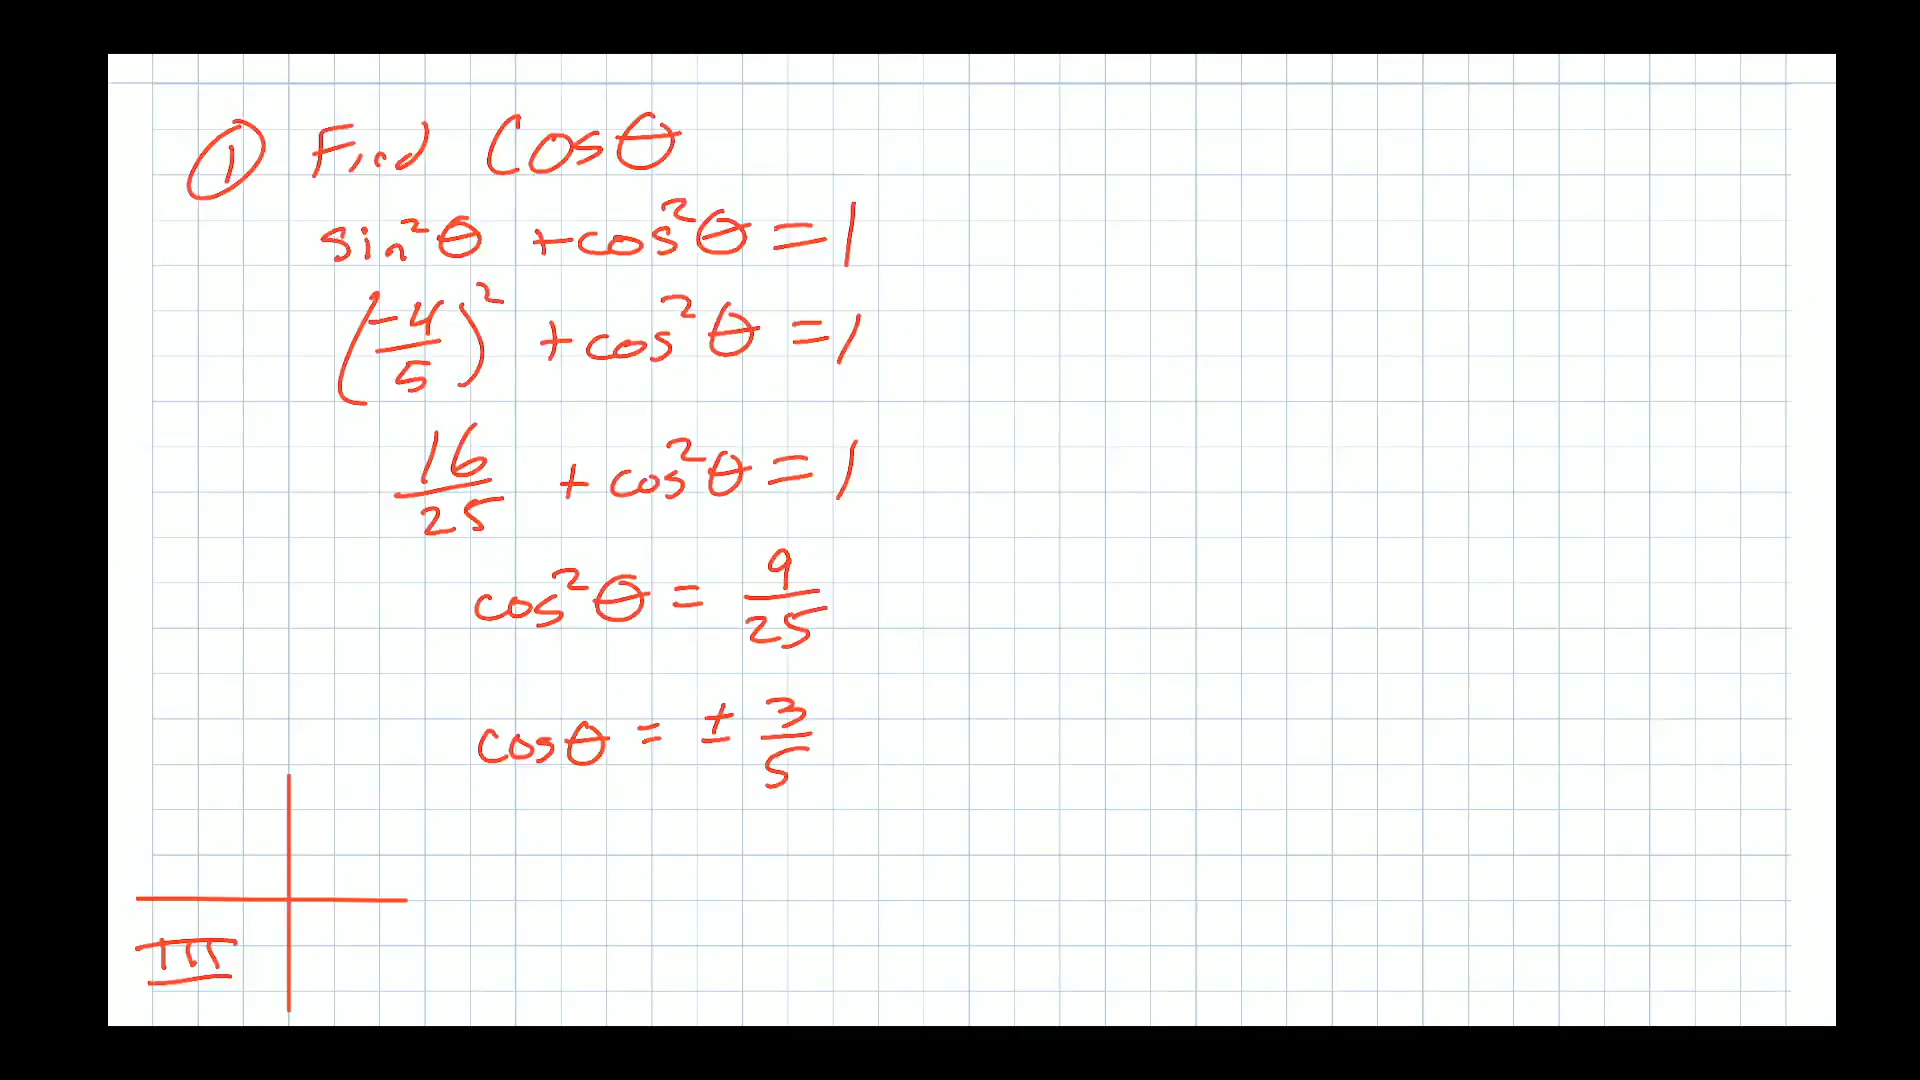 ① Find Cosθ
sin²θ + cos²θ = 1
(-4/5)² + cos²θ = 1
16/25 + cos²θ = 1
cos²θ = 9/25
cosθ = ± 3/5
III